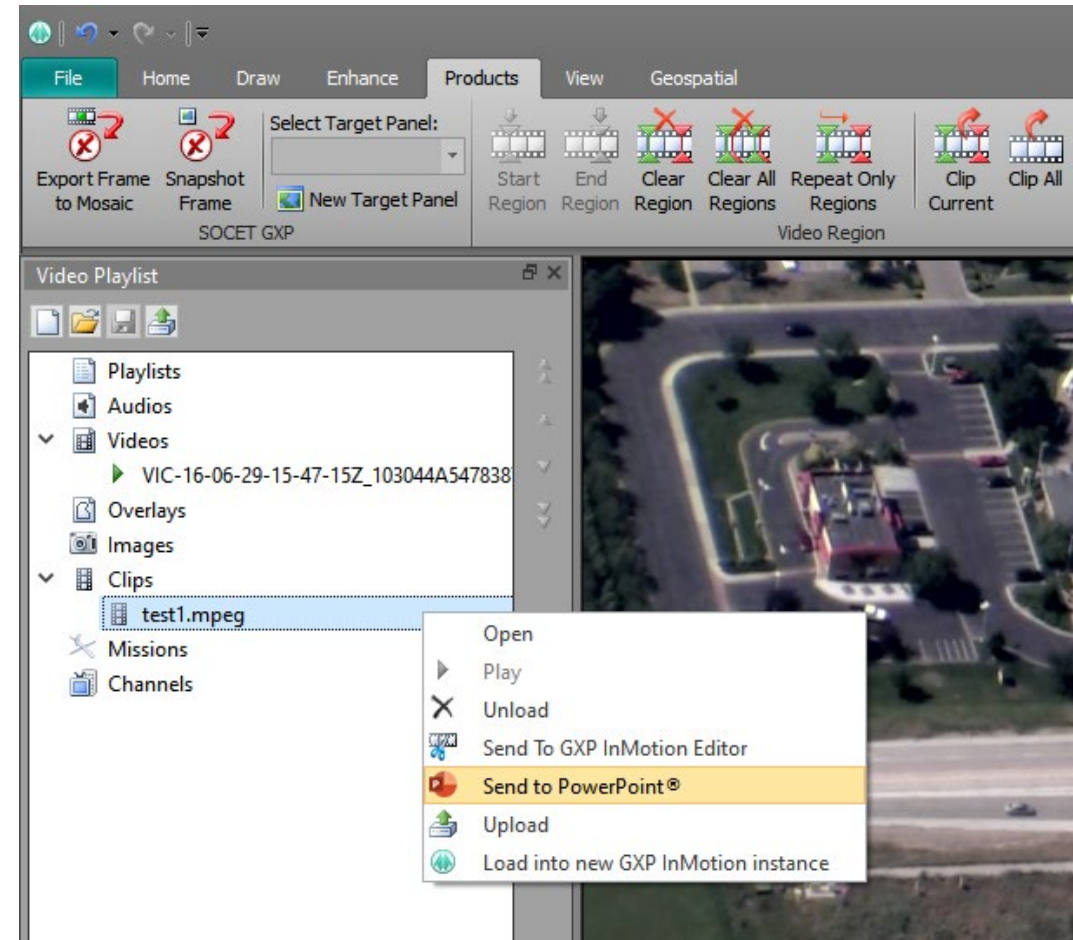 File Home Draw Enhance Products View Geospatial
Export Frame to Mosaic
Snapshot Frame
Select Target Panel:
New Target Panel
SOCET GXP
Start Region
End Region
Clear Region
Clear All Regions
Repeat Only Regions
Clip Current
Clip All
Video Region
Video Playlist
Playlists
Audios
Videos
VIC-16-06-29-15-47-15Z_103044A547838
Overlays
Images
Clips
test1.mpeg
Missions
Channels
Open
Play
Unload
Send To GXP InMotion Editor
Send to PowerPoint®
Upload
Load into new GXP InMotion instance